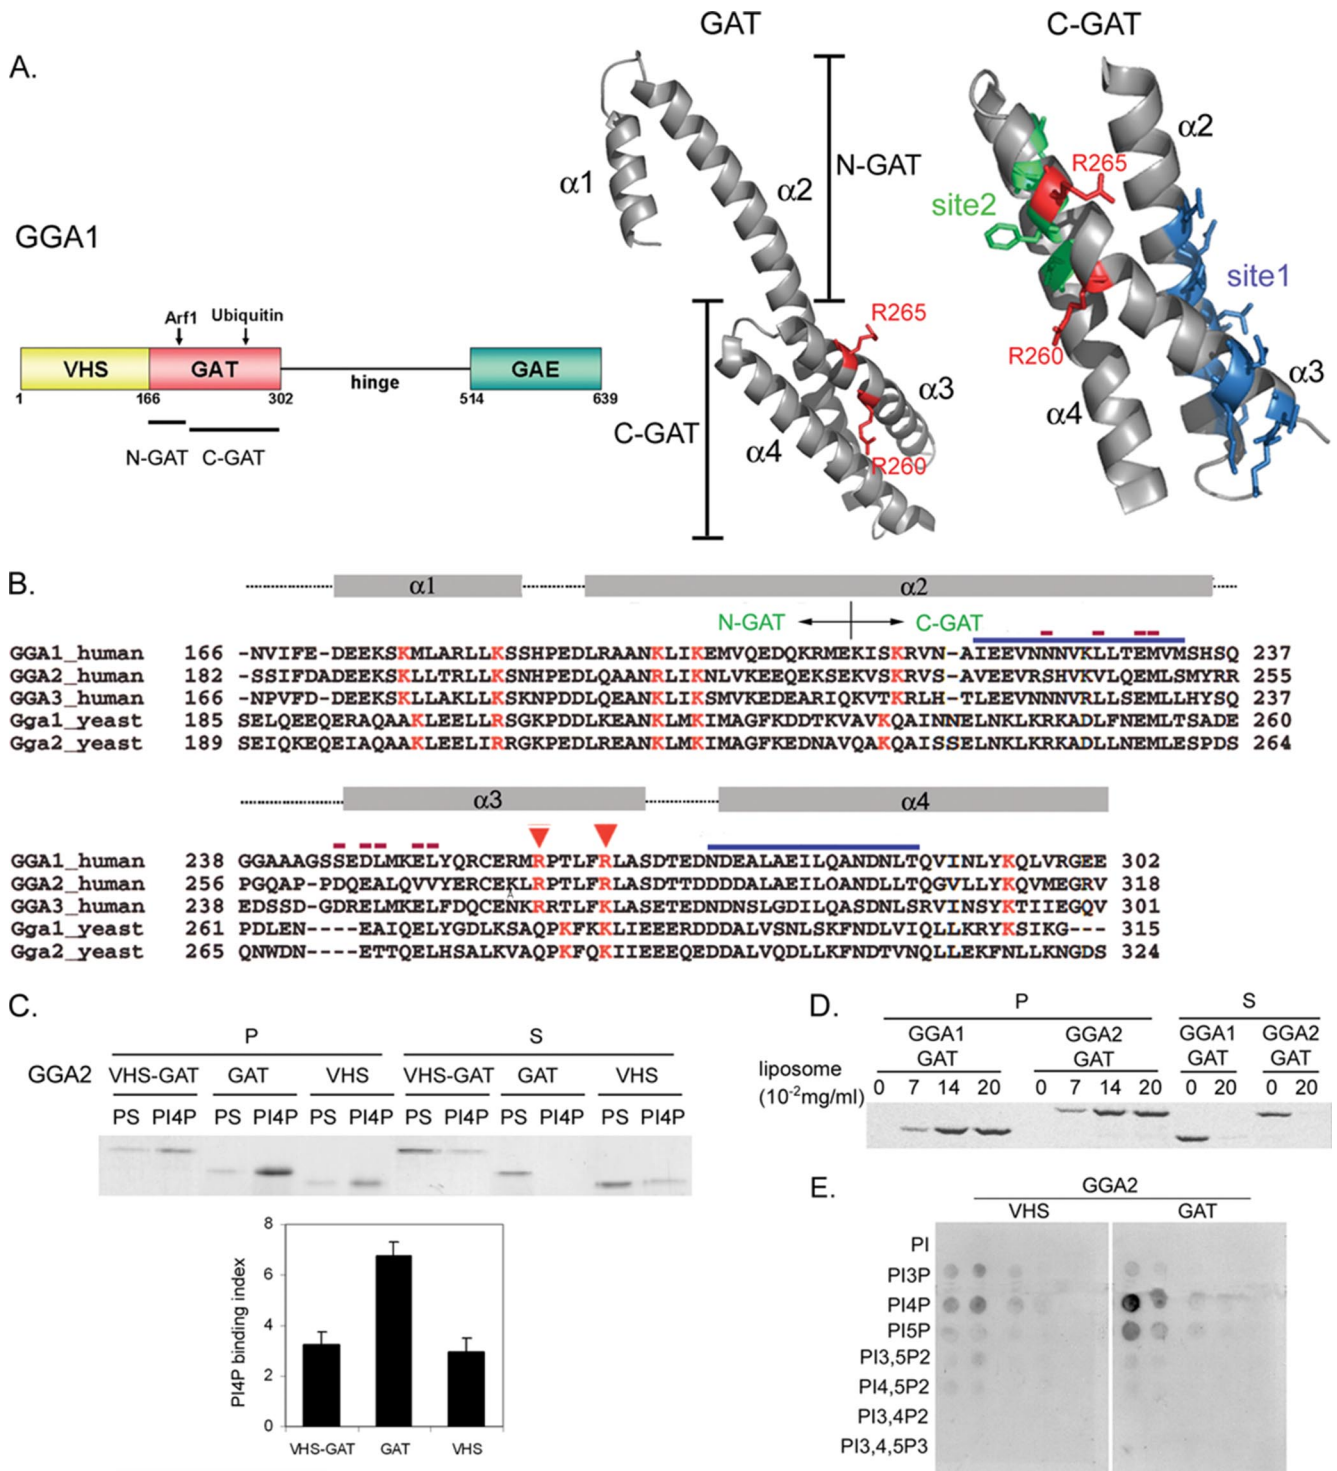 A.
GAT
C-GAT
α1
α2
N-GAT
R265
α3
C-GAT
α4
R260
α2
R265
site2
site1
R260
α3
α4
GGA1
Arf1 Ubiquitin
VHS GAT hinge GAE
1 166 302 514 639
N-GAT C-GAT
B.
α1 α2
N-GAT C-GAT
GGA1_human 166 -NVIFE-DEEKSKMLARLLKSSHPEDLRAANKLIKEMVQEDQKRMEKISKRVN-AIEEVNNNVKLLTEMVMSHSQ 237
GGA2_human 182 -SSIFDADEEKSKLLTRLLKSNHPEDLQAANRLIKNLVKEEQEKSEKVSKRVS-AVEEVRSHVKVLQEMLSMYRR 255
GGA3_human 166 -NPVFD-DEEKSKLLAKLLKSKNPDDLQEANKLIKSMVKEDEARIQKVTKRLH-TLEEVNNNVRLLSEMLLHYSQ 237
Gga1_yeast 185 SELQEEQERAQAAKLEELLRSGKPDDLKEANKLMKIMAGFKDDTKVAVKQAINNELNKLKRKADLFNEMLTSADE 260
Gga2_yeast 189 SEIQKEQEIAQAAKLEELIRRGKPEDLREANKLMKIMAGFKEDNAVQAKQAISSELNKLKRKADLLNEMLESPDS 264
α3 α4
GGA1_human 238 GGAAAGSSEDLMKELYQRCERMRPTLFRLASDTEDNDEALAEILQANDNLTQVINLYKQLVRGEE 302
GGA2_human 256 PGQAP-PDQEALQVVYERCEKLRPTLFRLASDTTDDDDALAEILQANDNLTQGVLLYKQVMEGRV 318
GGA3_human 238 EDSSDG-DRELMKELFDQCENKRRTLFKLASETEDNDNSLGDILQASDNLSRVINSYKTIIEGQV 301
Gga1_yeast 261 PDLEN----EAIQELYGDLKSAQPKFKKLIEEERDDDALVSNLSKFNDLVIQLLKRYKSIKG--- 315
Gga2_yeast 265 QNWDN----ETTQELHSALKVAQPKFQKIIEEEQEDDALVQDLLKFNDTVNQLLEKFNLLKNGDS 324
C.
P S
GGA2 VHS-GAT GAT VHS VHS-GAT GAT VHS
PS PI4P PS PI4P PS PI4P PS PI4P PS PI4P PS PI4P
PI4P binding index
8
6
4
2
0
VHS-GAT GAT VHS
D.
P S
GGA1 GAT GGA2 GAT GGA1 GAT GGA2 GAT
liposome (10⁻²mg/ml)
0 7 14 20 0 7 14 20 0 20 0 20
E.
GGA2
VHS GAT
PI
PI3P
PI4P
PI5P
PI3,5P2
PI4,5P2
PI3,4P2
PI3,4,5P3